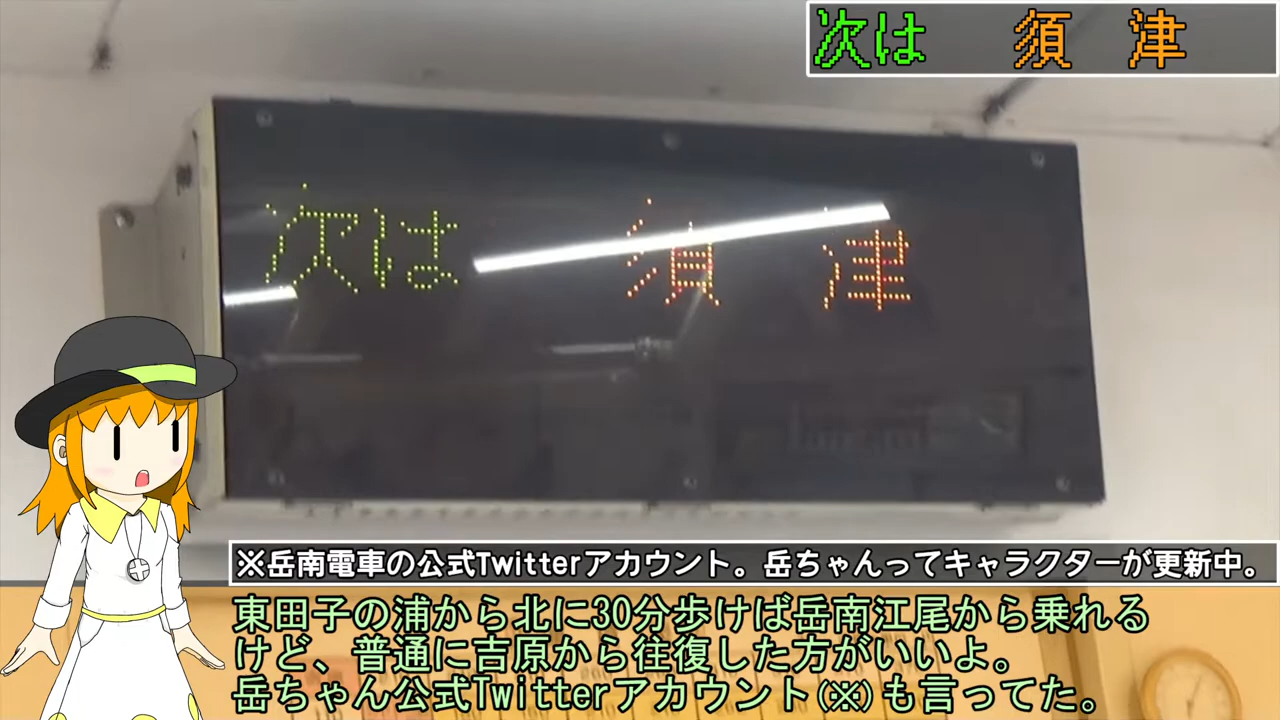 次は 須 津
次は 須 津
※岳南電車の公式Twitterアカウント。岳ちゃんってキャラクターが更新中。
東田子の浦から北に30分歩けば岳南江尾から乗れる
けど、普通に吉原から往復した方がいいよ。
岳ちゃん公式Twitterアカウント(※)も言ってた。